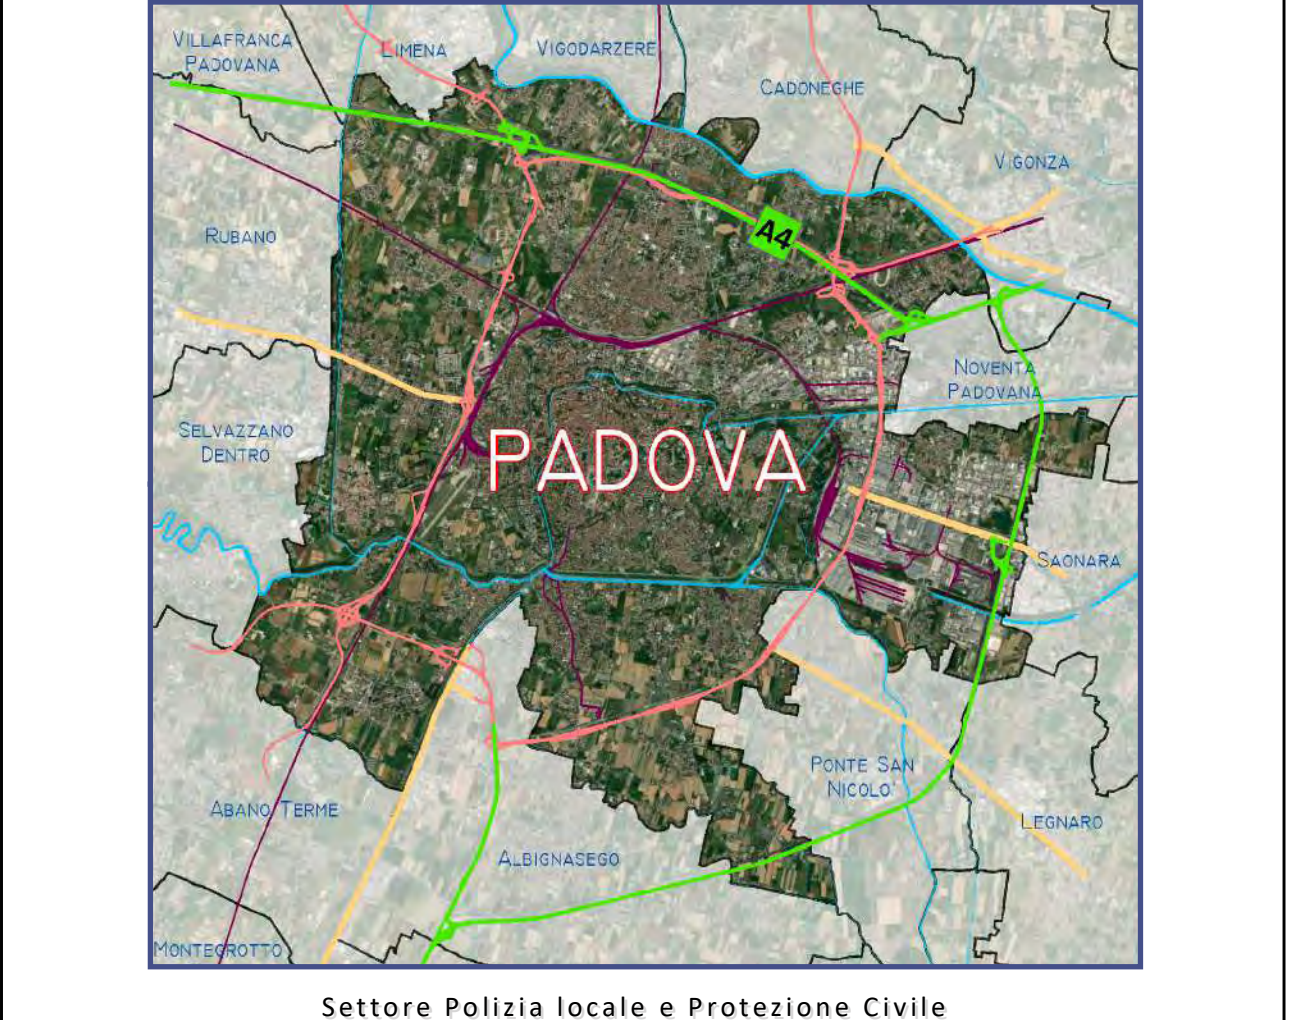 VILLAFRANCA
PADOVANA
LIMENA
VIGODARZERE
CADONEGHE
VIGONZA
RUBANO
A4
NOVENTA
PADOVANA
SELVAZZANO
DENTRO
PADOVA
SAONARA
PONTE SAN
NICOLO'
ABANO TERME
LEGNARO
ALBIGNASEGO
MONTEGROTTO
Settore Polizia locale e Protezione Civile